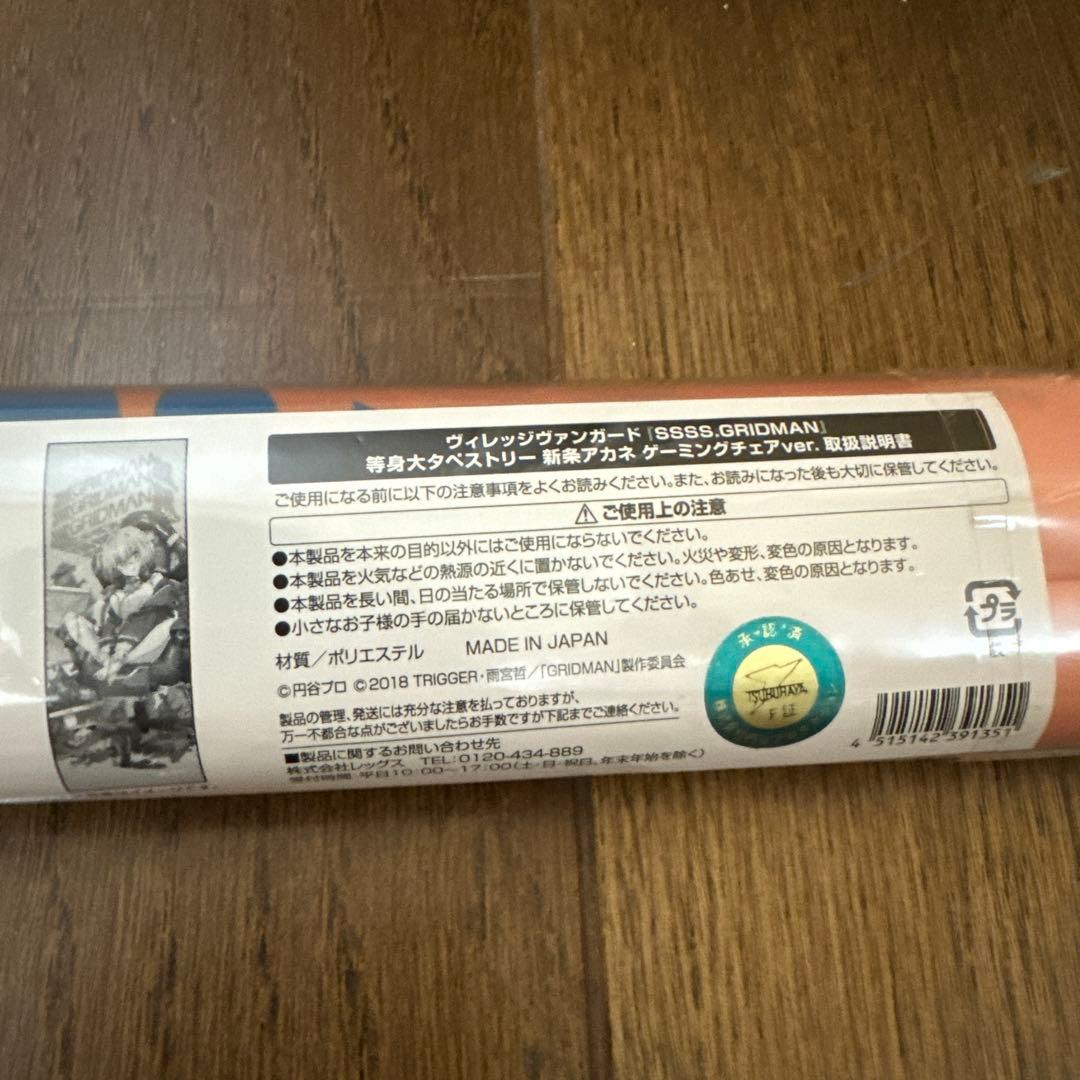 ヴィレッジヴァンガード『SSSS.GRIDMAN』
等身大タペストリー 新条アカネ ゲーミングチェアver. 取扱説明書
ご使用になる前に以下の注意事項をよくお読みください。また、お読みになった後も大切に保管してください。
ご使用上の注意
●本製品を本来の目的以外にはご使用にならないでください。
●本製品を火気などの熱源の近くに置かないでください。火災や変形、変色の原因となります。
●本製品を長い間、日の当たる場所で保管しないでください。色あせ、変色の原因となります。
●小さなお子様の手の届かないところに保管してください。
材質/ポリエステル MADE IN JAPAN
©円谷プロ ©2018 TRIGGER・雨宮哲/「GRIDMAN」製作委員会
製品の管理、発送には充分な注意を払っておりますが、
万一不都合な点がございましたらお手数ですが下記までご連絡ください。
■製品に関するお問い合わせ先
株式会社レッグス TEL:0120-434-889
受付時間 平日10:00~17:00(土・日・祝日、年末年始を除く)
GRIDMAN
GRIDMAN
承・認・済
TSUBURAYA
プラ
4 515142 391351